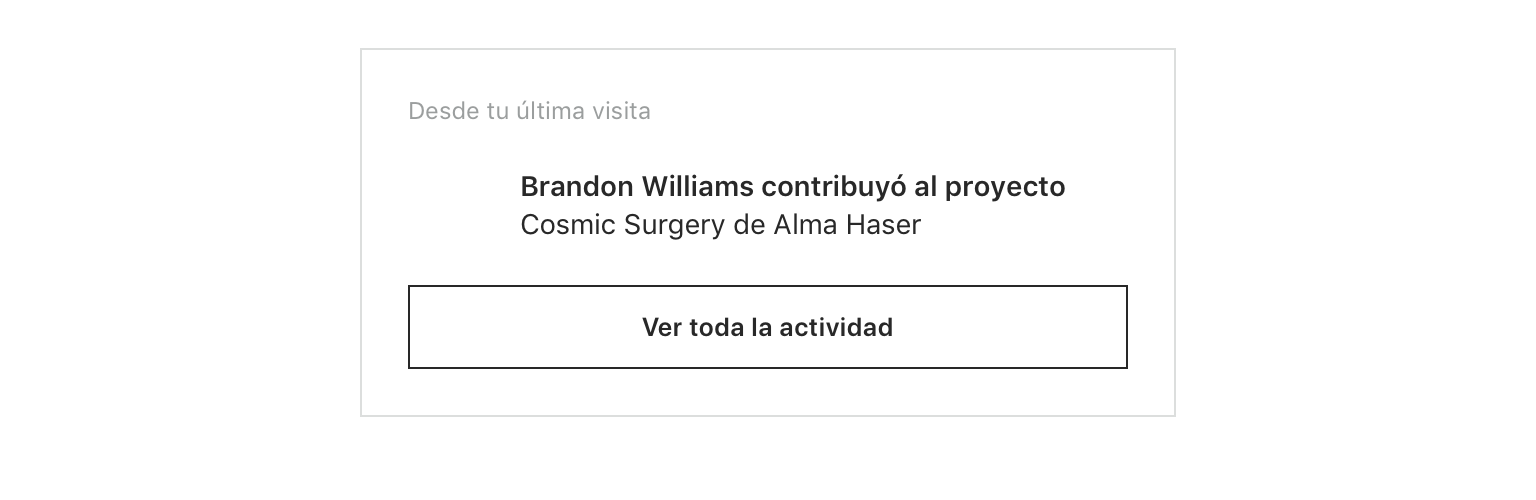 Desde tu última visita
Brandon Williams contribuyó al proyecto
Cosmic Surgery de Alma Haser
Ver toda la actividad